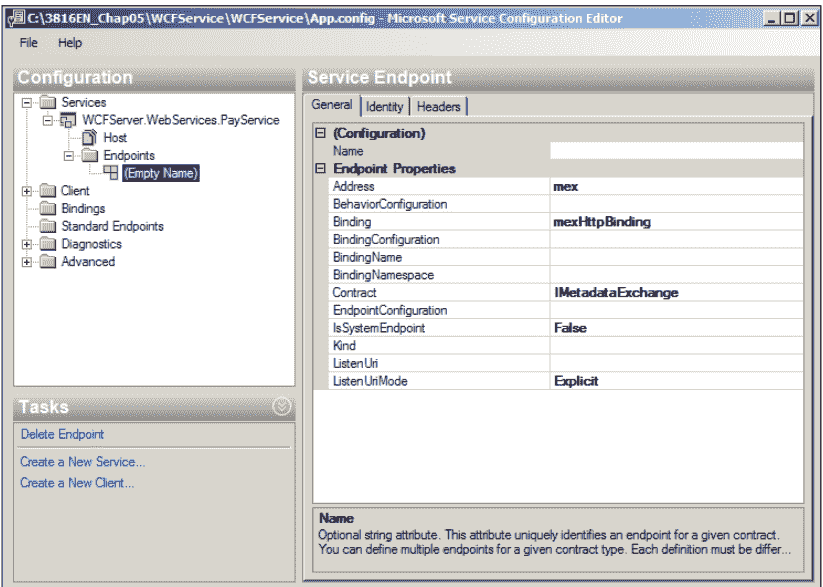 C:\3816EN_Chap05\WCFService\WCFService\App.config - Microsoft Service Configuration Editor
File Help
Configuration
Services
WCFServer.WebServices.PayService
Host
Endpoints
(Empty Name)
Client
Bindings
Standard Endpoints
Diagnostics
Advanced
Tasks
Delete Endpoint
Create a New Service...
Create a New Client...
Service Endpoint
General Identity Headers
(Configuration)
Name
Endpoint Properties
Address mex
BehaviorConfiguration
Binding mexHttpBinding
BindingConfiguration
BindingName
BindingNamespace
Contract IMetadataExchange
EndpointConfiguration
IsSystemEndpoint False
Kind
ListenUri
ListenUriMode Explicit
Name
Optional string attribute. This attribute uniquely identifies an endpoint for a given contract.
You can define multiple endpoints for a given contract type. Each definition must be differ...